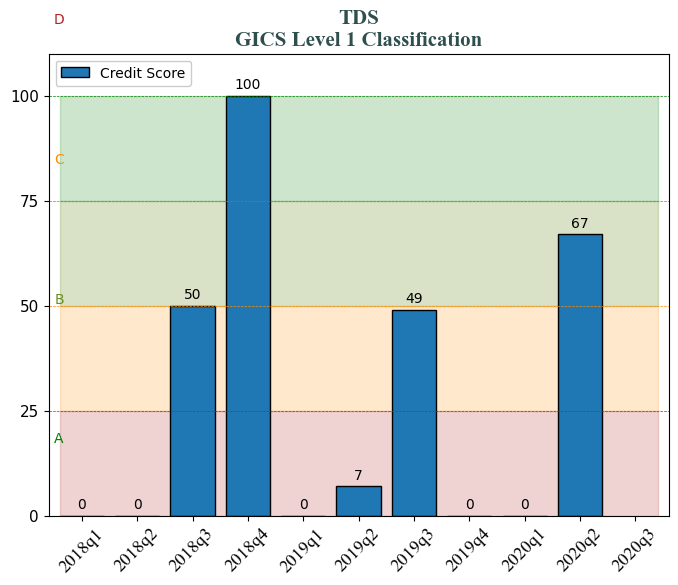 D
TDS
GICS Level 1 Classification
Credit Score
100
100
C
75
67
50
B
50
49
25
A
7
0
0
0
0
0
0
2018q1
2018q2
2018q3
2018q4
2019q1
2019q2
2019q3
2019q4
2020q1
2020q2
2020q3